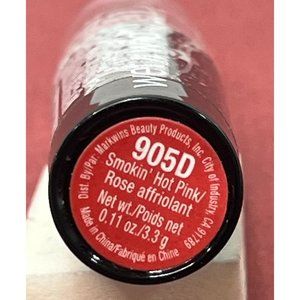 Dist. By/Par: Markwins Beauty Products, Inc. City of Industry, CA 91789
905D
Smokin' Hot Pink/
Rose affriolant
Net wt./Poids net
0.11 oz./3.3 g
Made in
China/Fabriqué en Chine